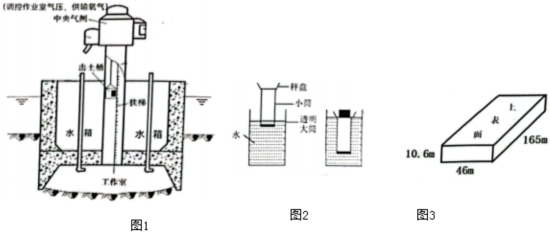 (调控作业室气压、供输氧气)
中央气闸
出土桶
扶梯
水 箱
水 箱
工作室
图1
秤盘
小筒
透明
大筒
水
图2
上
表
面
10.6m
46m
165m
图3